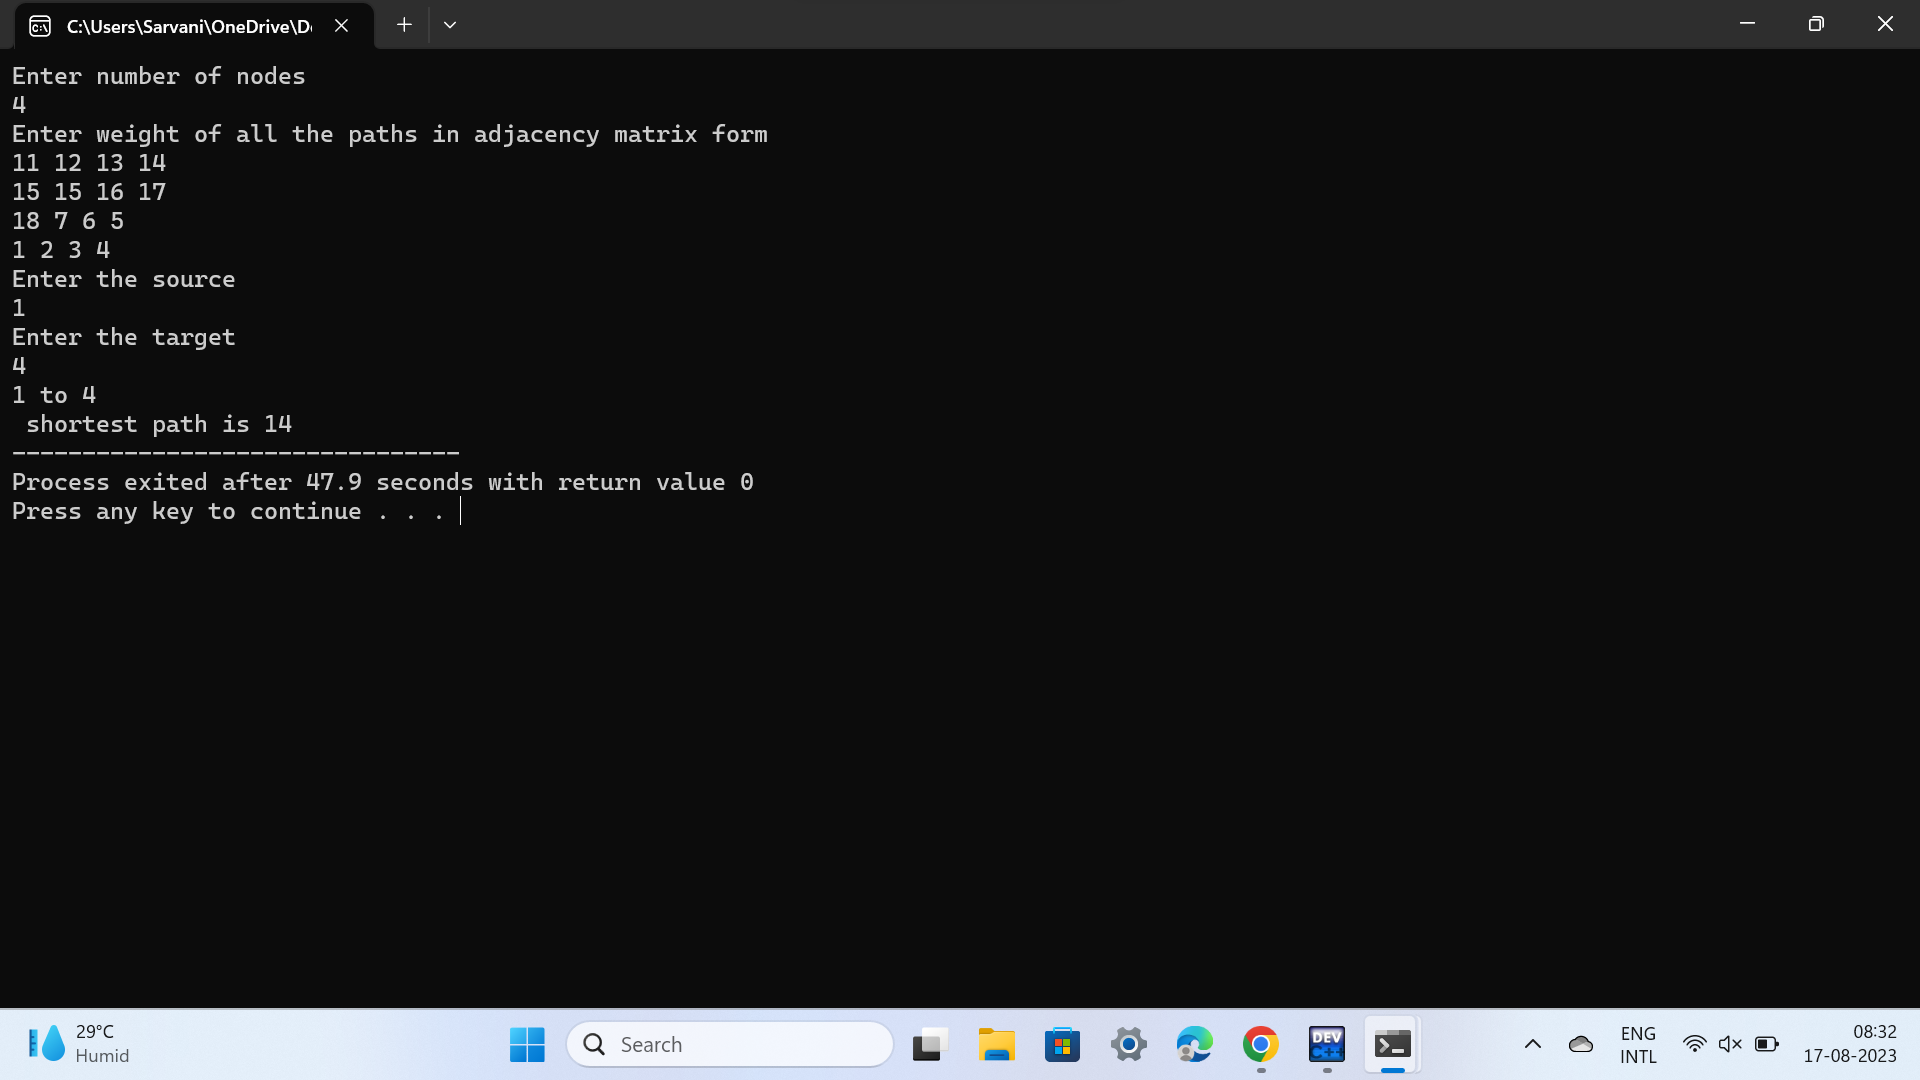 C:\Users\Sarvani\OneDrive\D
Enter number of nodes
4
Enter weight of all the paths in adjacency matrix form
11 12 13 14
15 15 16 17
18 7 6 5
1 2 3 4
Enter the source
1
Enter the target
4
1 to 4
 shortest path is 14
--------------------------------
Process exited after 47.9 seconds with return value 0
Press any key to continue . . .
29°C
Humid
Search
DEV
C++
ENG
INTL
08:32
17-08-2023